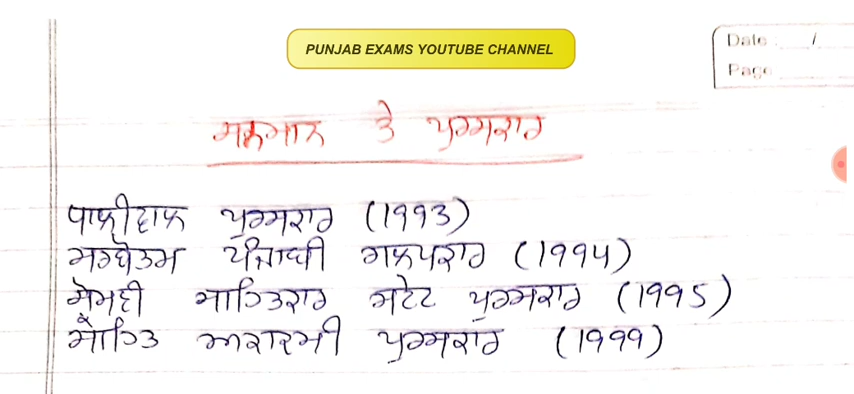 PUNJAB EXAMS YOUTUBE CHANNEL
Date / 
Page
ਸਨਮਾਨ ਤੇ ਪੁਰਸਕਾਰ
ਪੁਰਸਕਾਰ (1993)
ਸਰਬੋਤਮ ਪੰਜਾਬੀ ਗਲਪਕਾਰ (1994)
ਸ਼੍ਰੋਮਣੀ ਸਾਹਿਤਕਾਰ ਸਟੇਟ ਪੁਰਸਕਾਰ (1995)
ਸਾਹਿਤ ਅਕਾਦਮੀ ਪੁਰਸਕਾਰ (1999)